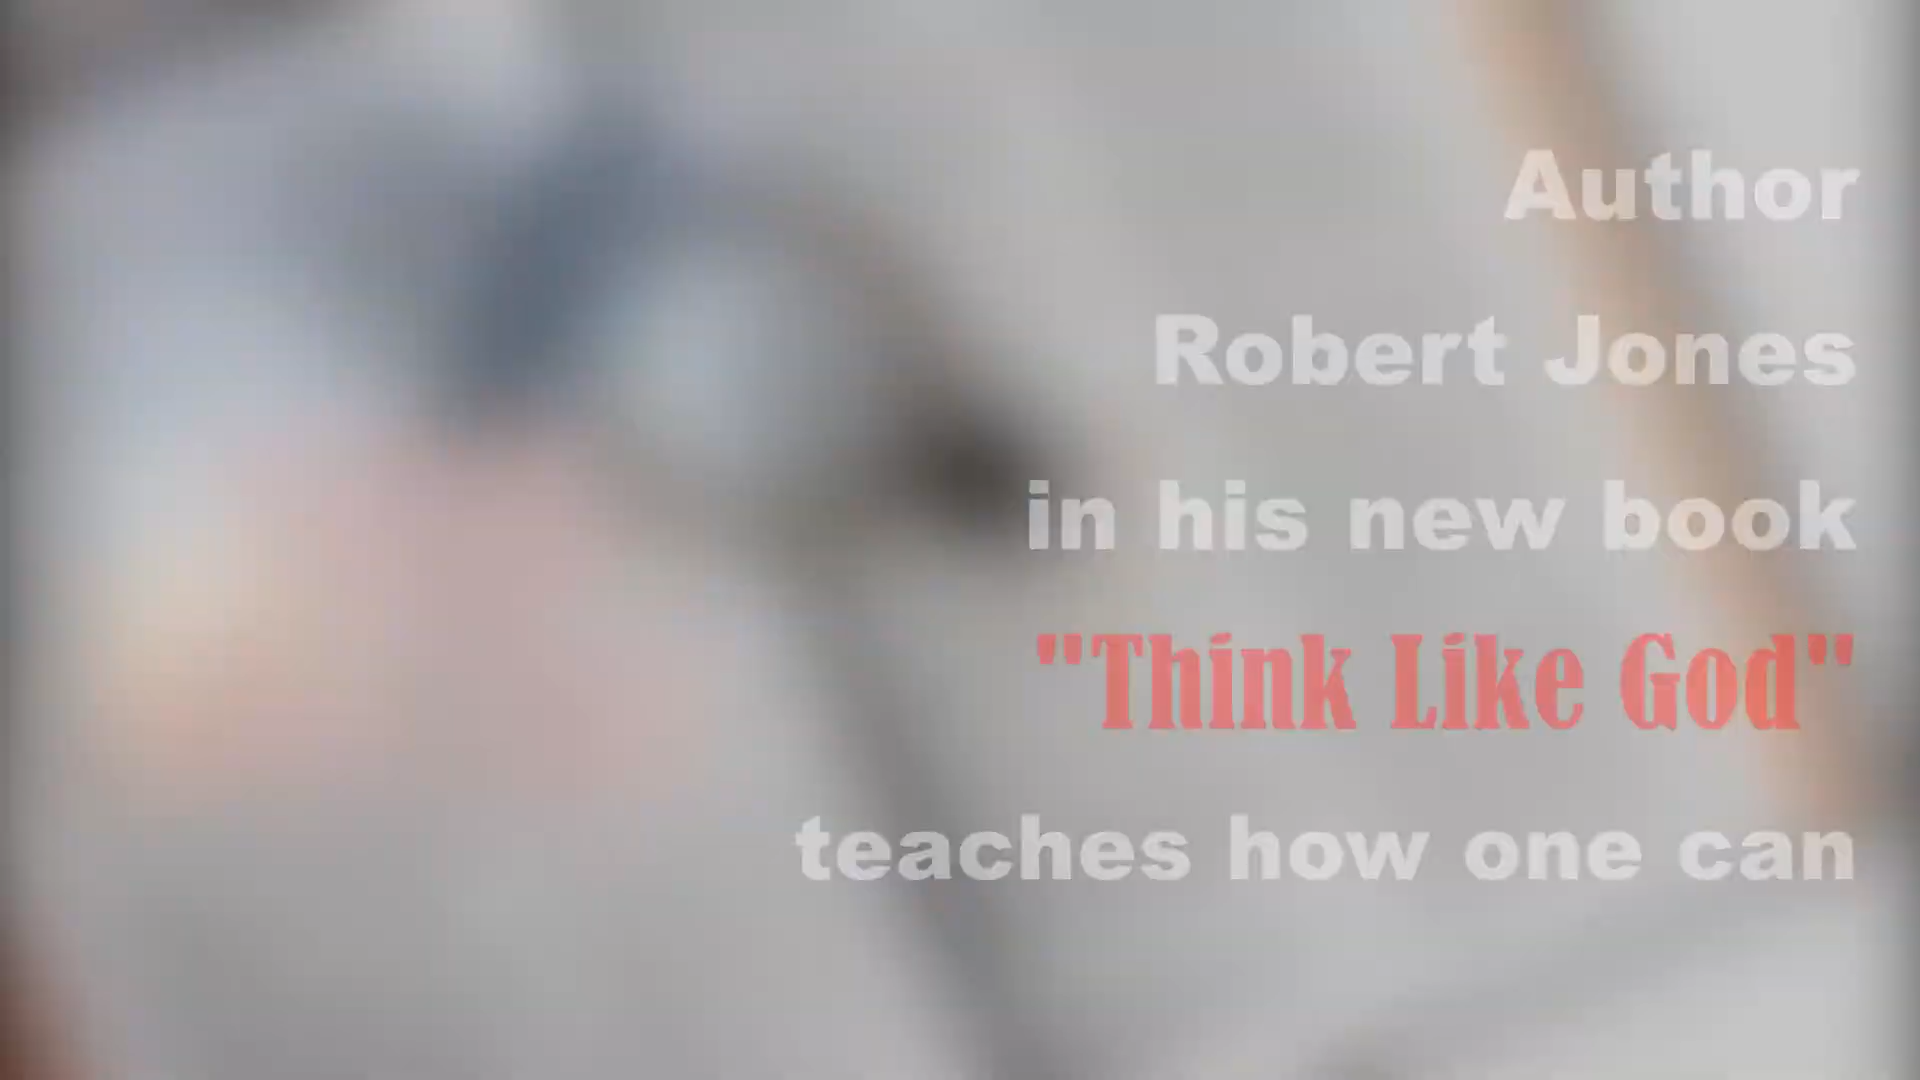 Author
Robert Jones
in his new book
"Think Like God"
teaches how one can